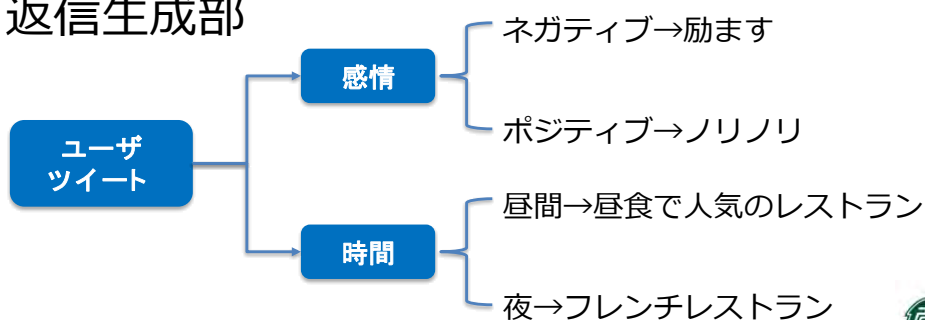 返信生成部
ネガティブ→励ます
感情
ポジティブ→ノリノリ
ユーザ
ツイート
昼間→昼食で人気のレストラン
時間
夜→フレンチレストラン